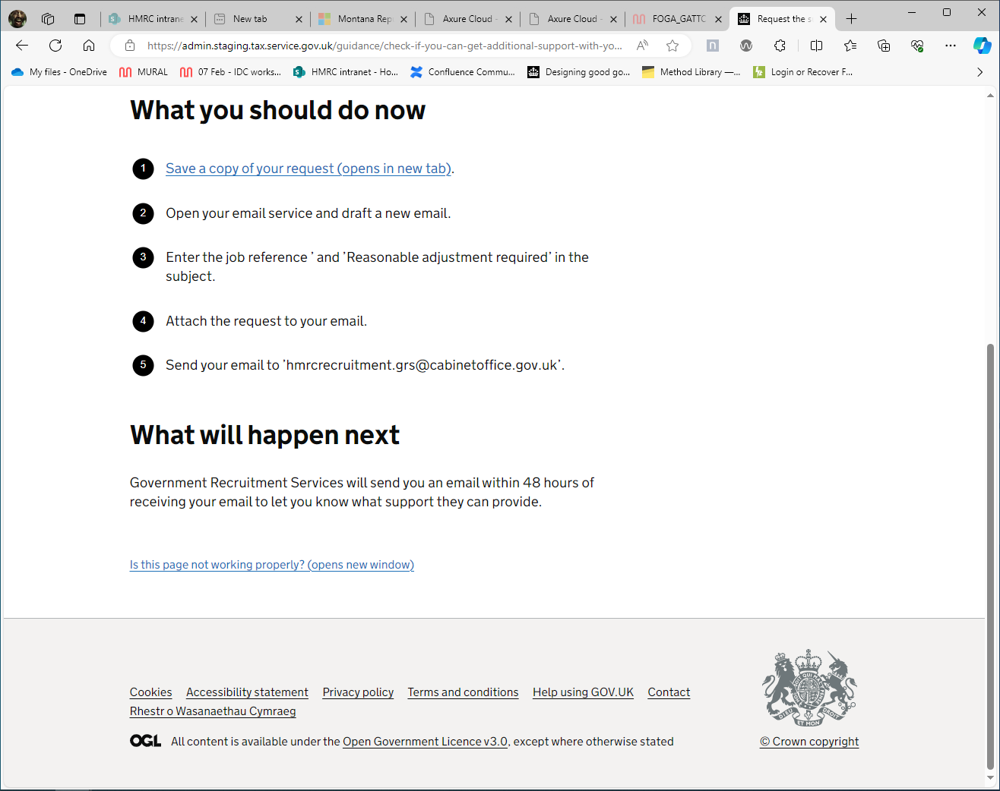 HMRC intrane
New tab
Montana Rep
Axure Cloud
Axure Cloud
FOGA_GATTC
Request the s
https://admin.staging.tax.service.gov.uk/guidance/check-if-you-can-get-additional-support-with-yo...
My files - OneDrive
MURAL
07 Feb - IDC works...
HMRC intranet - Ho...
Confluence Commu...
Designing good go...
Method Library —...
Login or Recover F...
What you should do now
1 Save a copy of your request (opens in new tab).
2 Open your email service and draft a new email.
3 Enter the job reference ’ and ’Reasonable adjustment required’ in the
subject.
4 Attach the request to your email.
5 Send your email to ’hmrcrecruitment.grs@cabinetoffice.gov.uk’.
What will happen next
Government Recruitment Services will send you an email within 48 hours of
receiving your email to let you know what support they can provide.
Is this page not working properly? (opens new window)
Cookies Accessibility statement Privacy policy Terms and conditions Help using GOV.UK Contact
Rhestr o Wasanaethau Cymraeg
OGL All content is available under the Open Government Licence v3.0, except where otherwise stated
© Crown copyright